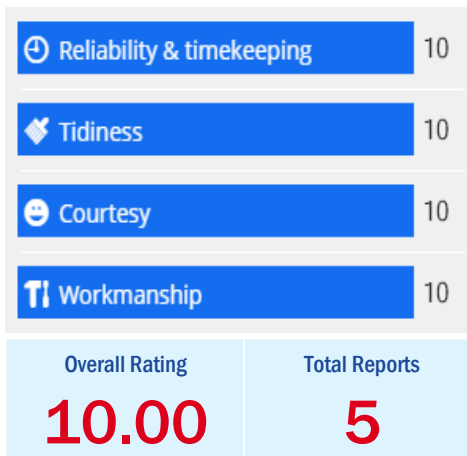 Reliability & timekeeping 10
Tidiness 10
Courtesy 10
Workmanship 10
Overall Rating Total Reports
10.00 5